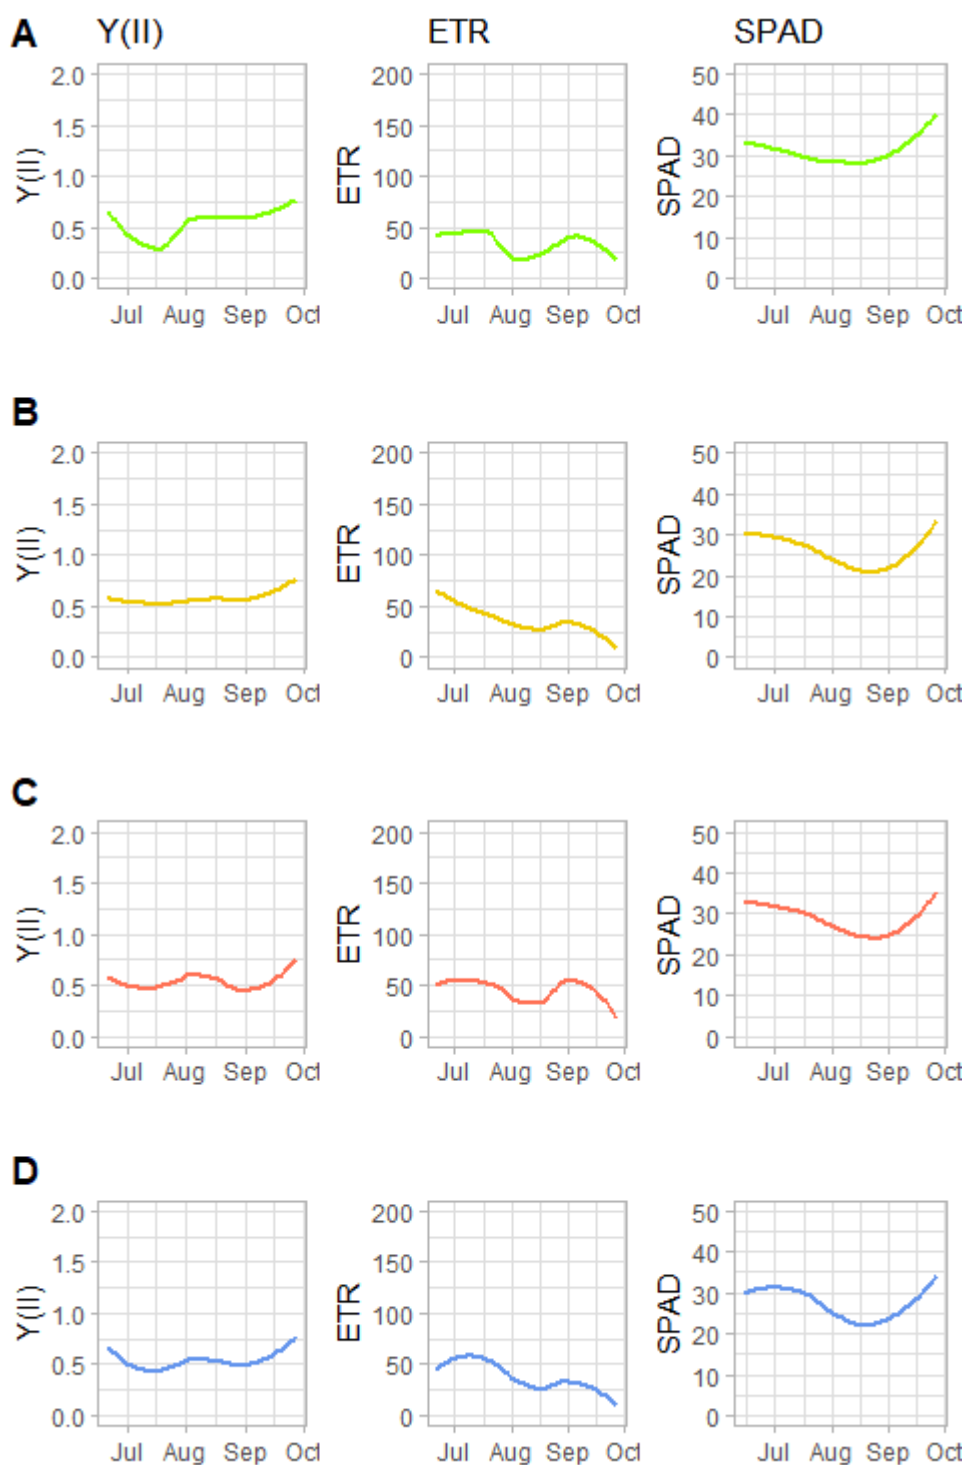 A Y(II) ETR SPAD
Y(II) 2.0 1.5 1.0 0.5 0.0 Jul Aug Sep Oct
ETR 200 150 100 50 0 Jul Aug Sep Oct
SPAD 50 40 30 20 10 0 Jul Aug Sep Oct
B
Y(II) 2.0 1.5 1.0 0.5 0.0 Jul Aug Sep Oct
ETR 200 150 100 50 0 Jul Aug Sep Oct
SPAD 50 40 30 20 10 0 Jul Aug Sep Oct
C
Y(II) 2.0 1.5 1.0 0.5 0.0 Jul Aug Sep Oct
ETR 200 150 100 50 0 Jul Aug Sep Oct
SPAD 50 40 30 20 10 0 Jul Aug Sep Oct
D
Y(II) 2.0 1.5 1.0 0.5 0.0 Jul Aug Sep Oct
ETR 200 150 100 50 0 Jul Aug Sep Oct
SPAD 50 40 30 20 10 0 Jul Aug Sep Oct